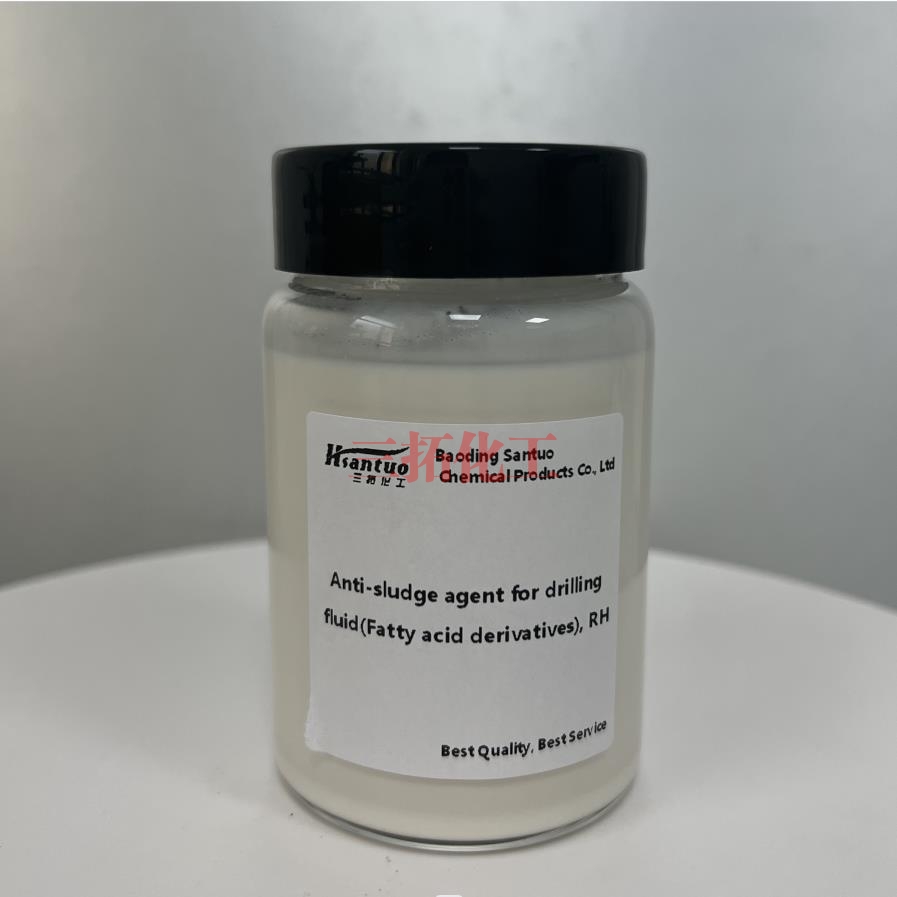 三拓化工
Hsantuo
三拓化工
Baoding Santuo
Chemical Products Co., Ltd
Anti-sludge agent for drilling
fluid(Fatty acid derivatives), RH
Best Quality, Best Service